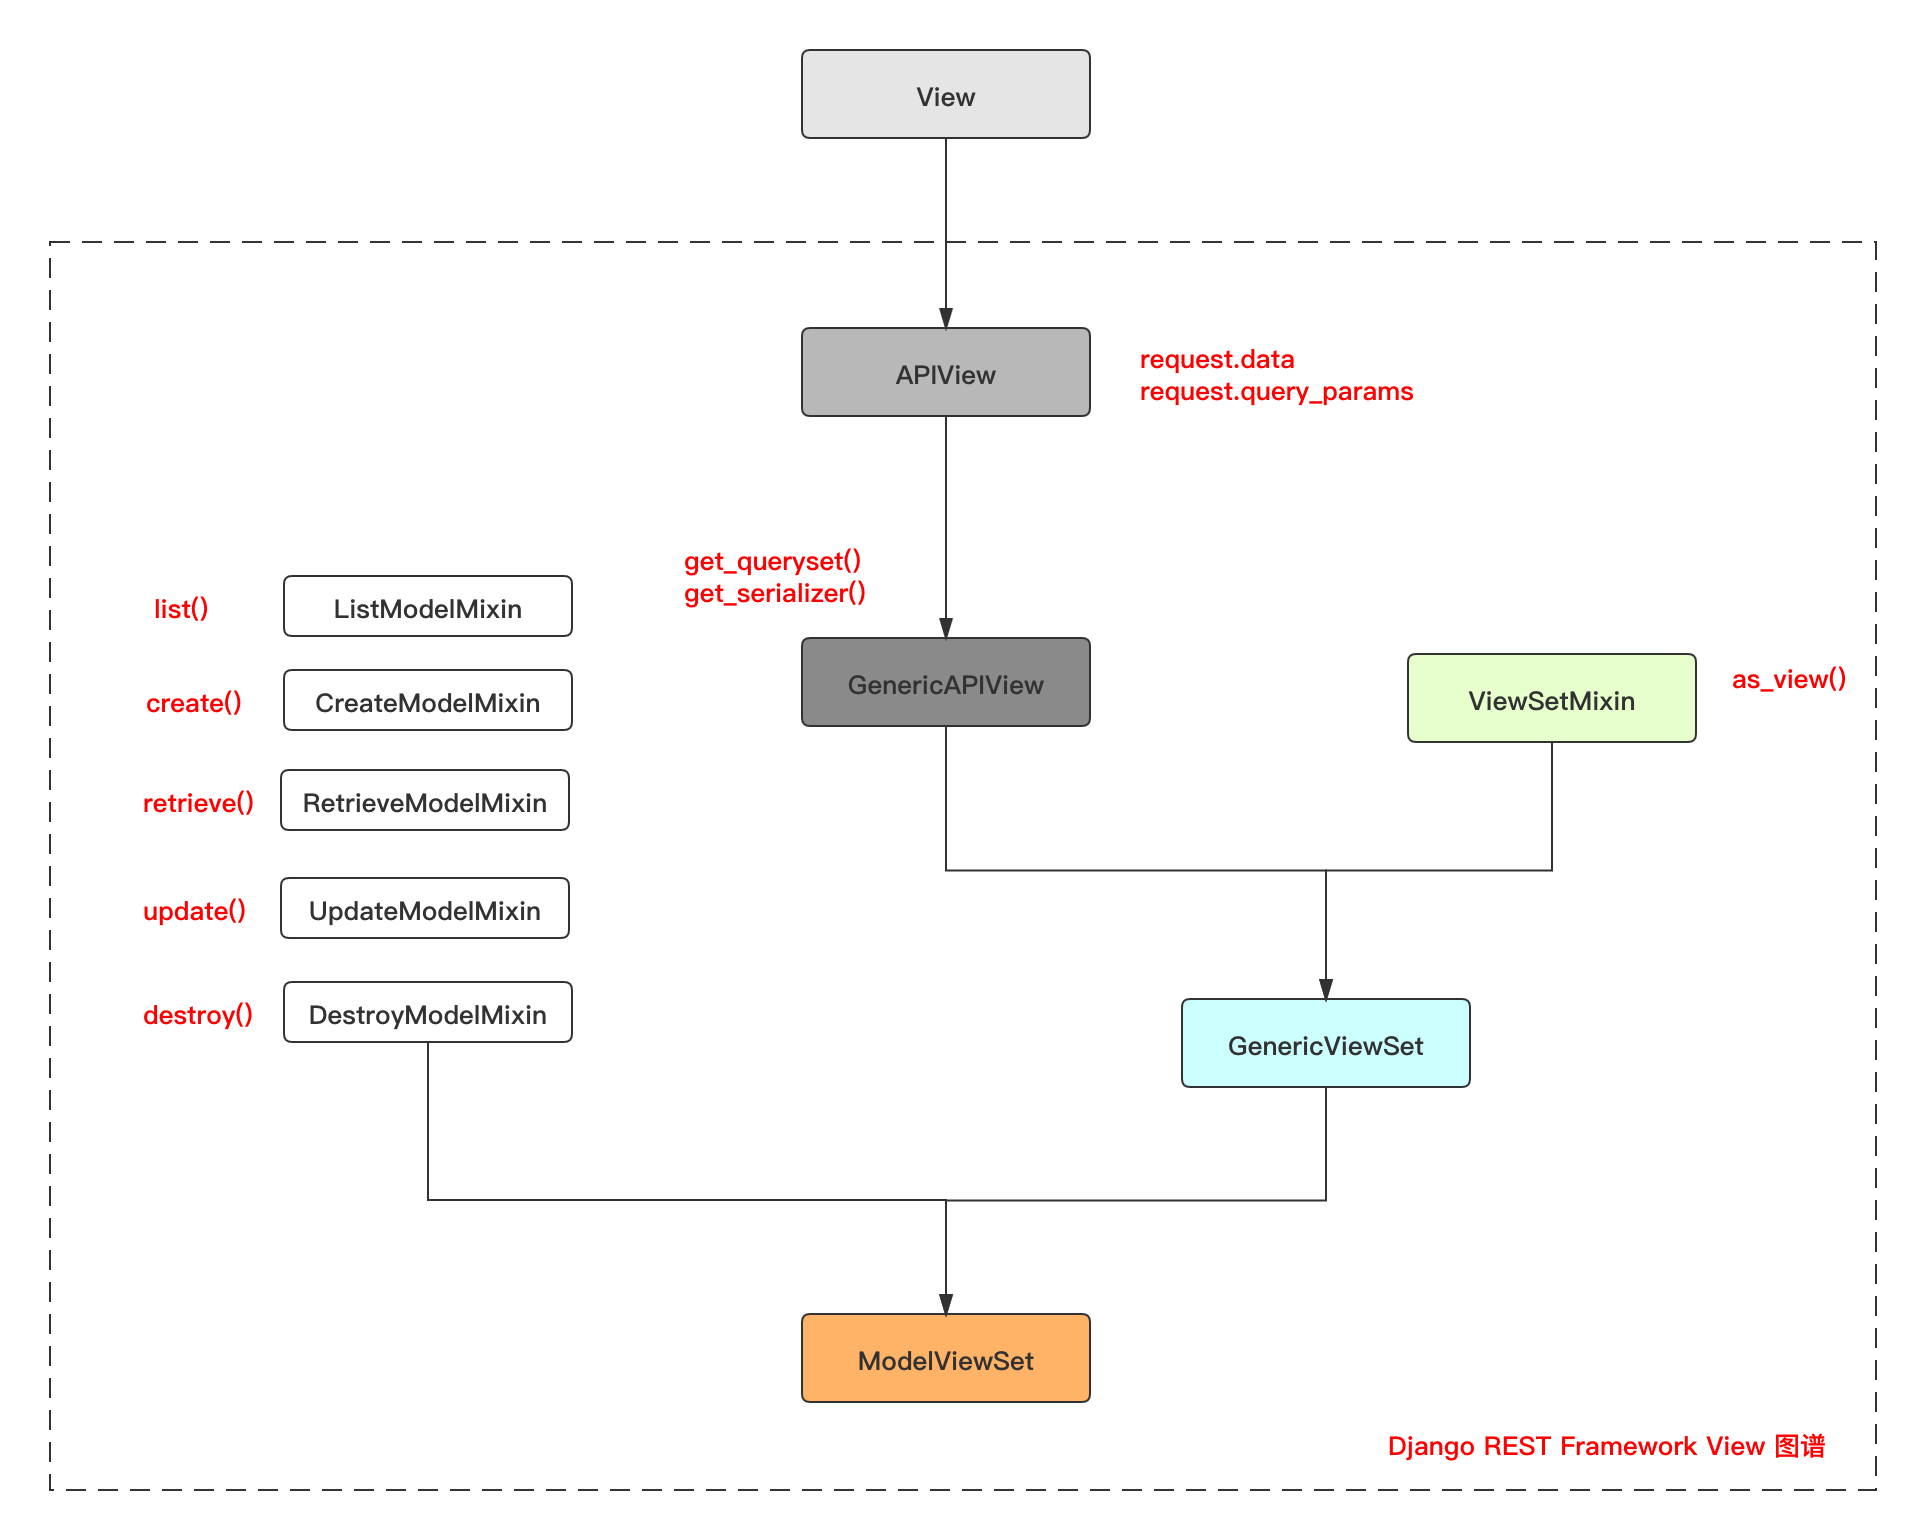 View
APIView
request.data
request.query_params
get_queryset()
get_serializer()
list()
ListModelMixin
GenericAPIView
ViewSetMixin
as_view()
create()
CreateModelMixin
retrieve()
RetrieveModelMixin
update()
UpdateModelMixin
destroy()
DestroyModelMixin
GenericViewSet
ModelViewSet
Django REST Framework View 图谱